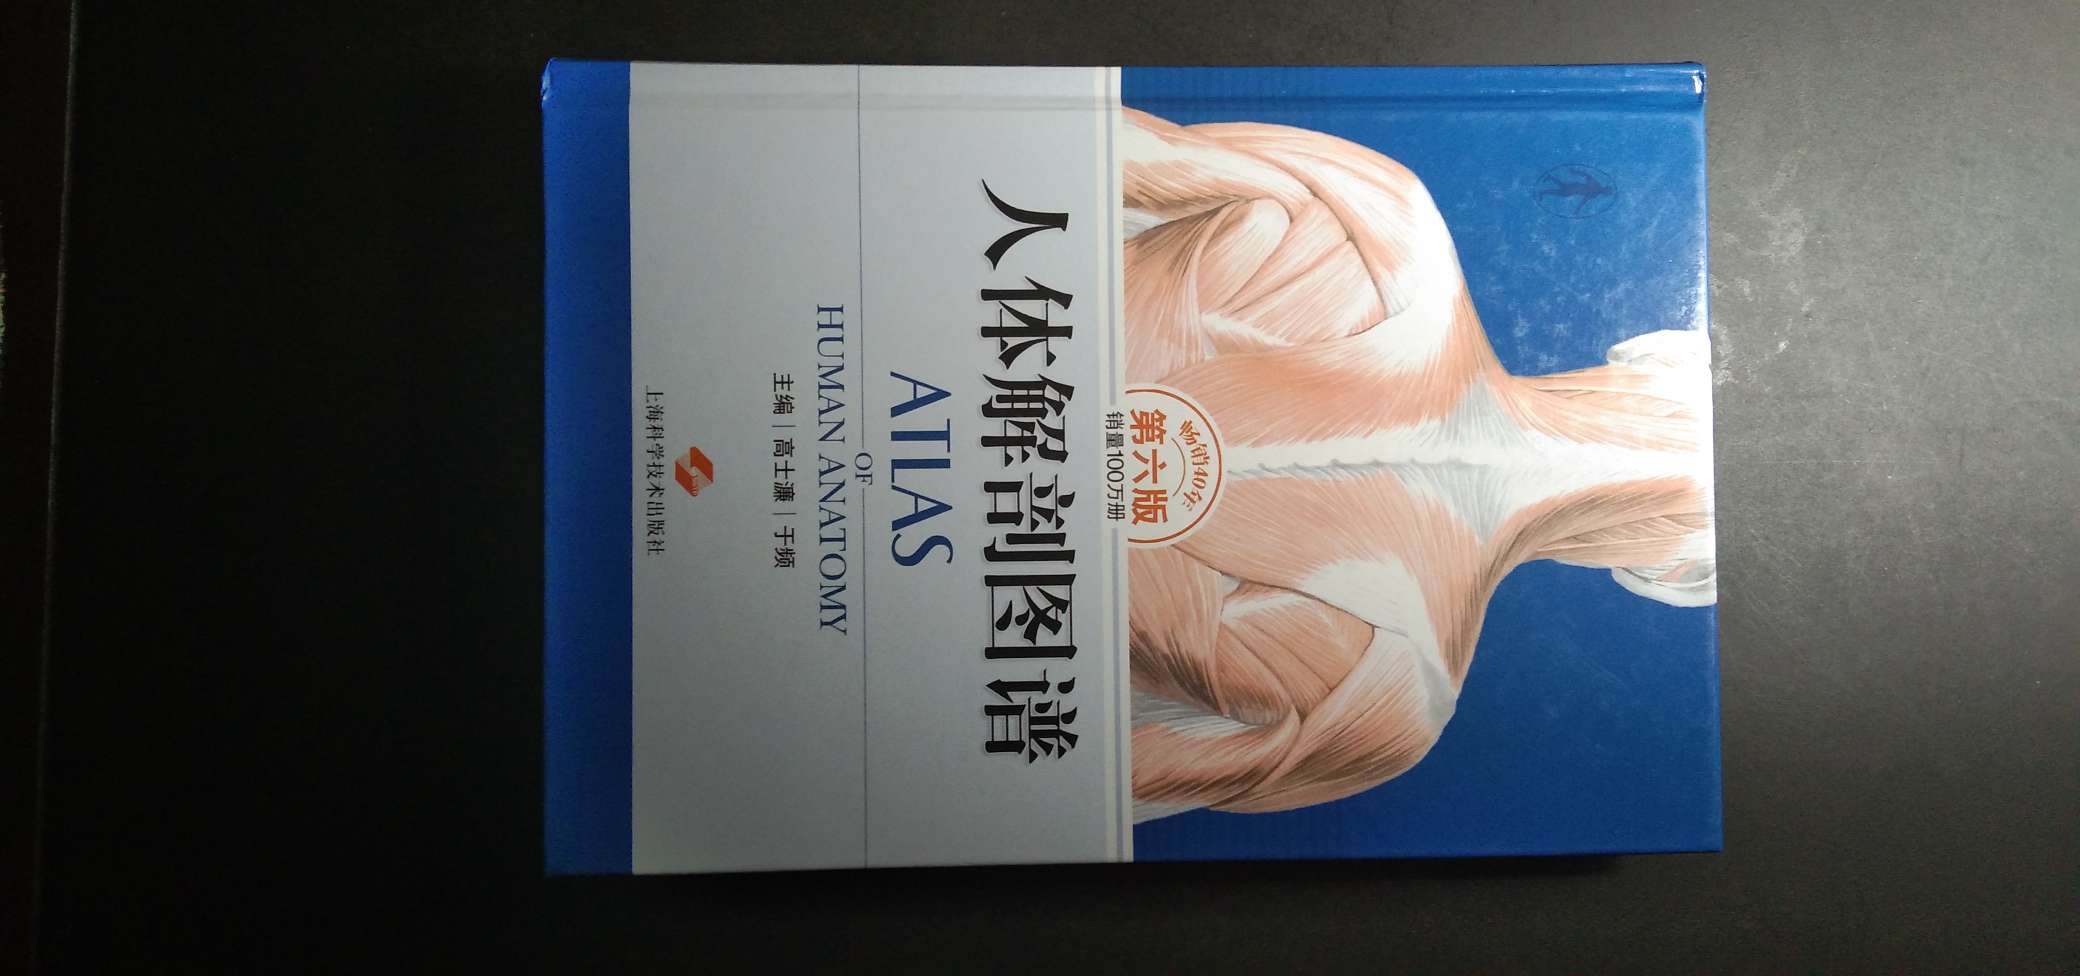 畅销40年
第六版
销量100万册
人体解剖图谱
ATLAS
OF
HUMAN ANATOMY
主编 | 高士濂 | 于频
上海科学技术出版社